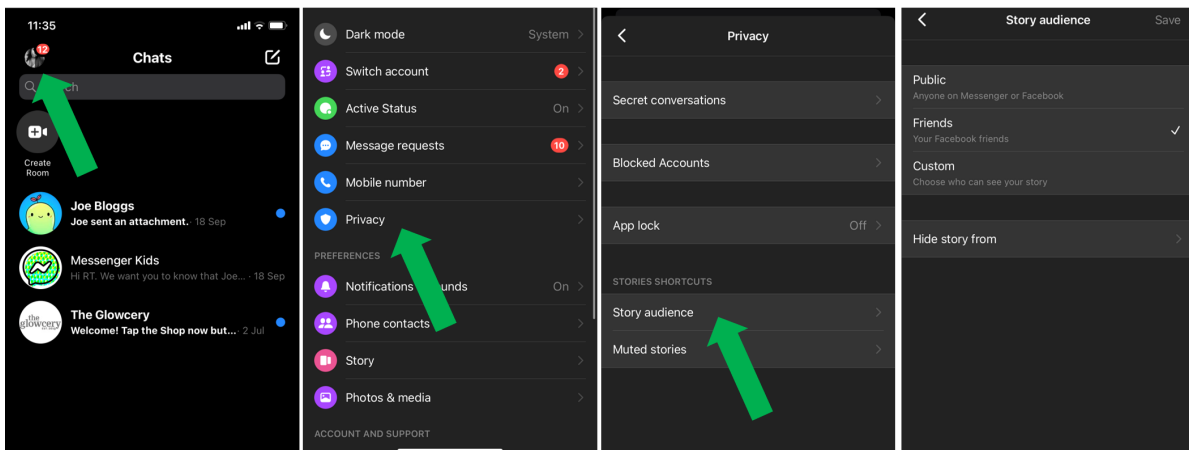 11:35
12
Chats
Create
Room
Joe Bloggs
Joe sent an attachment. · 18 Sep
Messenger Kids
Hi RT. We want you to know that Joe... · 18 Sep
the
glowcery
The Glowcery
Welcome! Tap the Shop now but... · 2 Jul
Dark mode System
Switch account 2
Active Status On
Message requests 10
Mobile number
Privacy
PREFERENCES
Notifications On
Phone contacts
Story
Photos & media
ACCOUNT AND SUPPORT
Privacy
Secret conversations
Blocked Accounts
App lock Off
STORIES SHORTCUTS
Story audience
Muted stories
Story audience Save
Public
Anyone on Messenger or Facebook
Friends
Your Facebook friends
Custom
Choose who can see your story
Hide story from